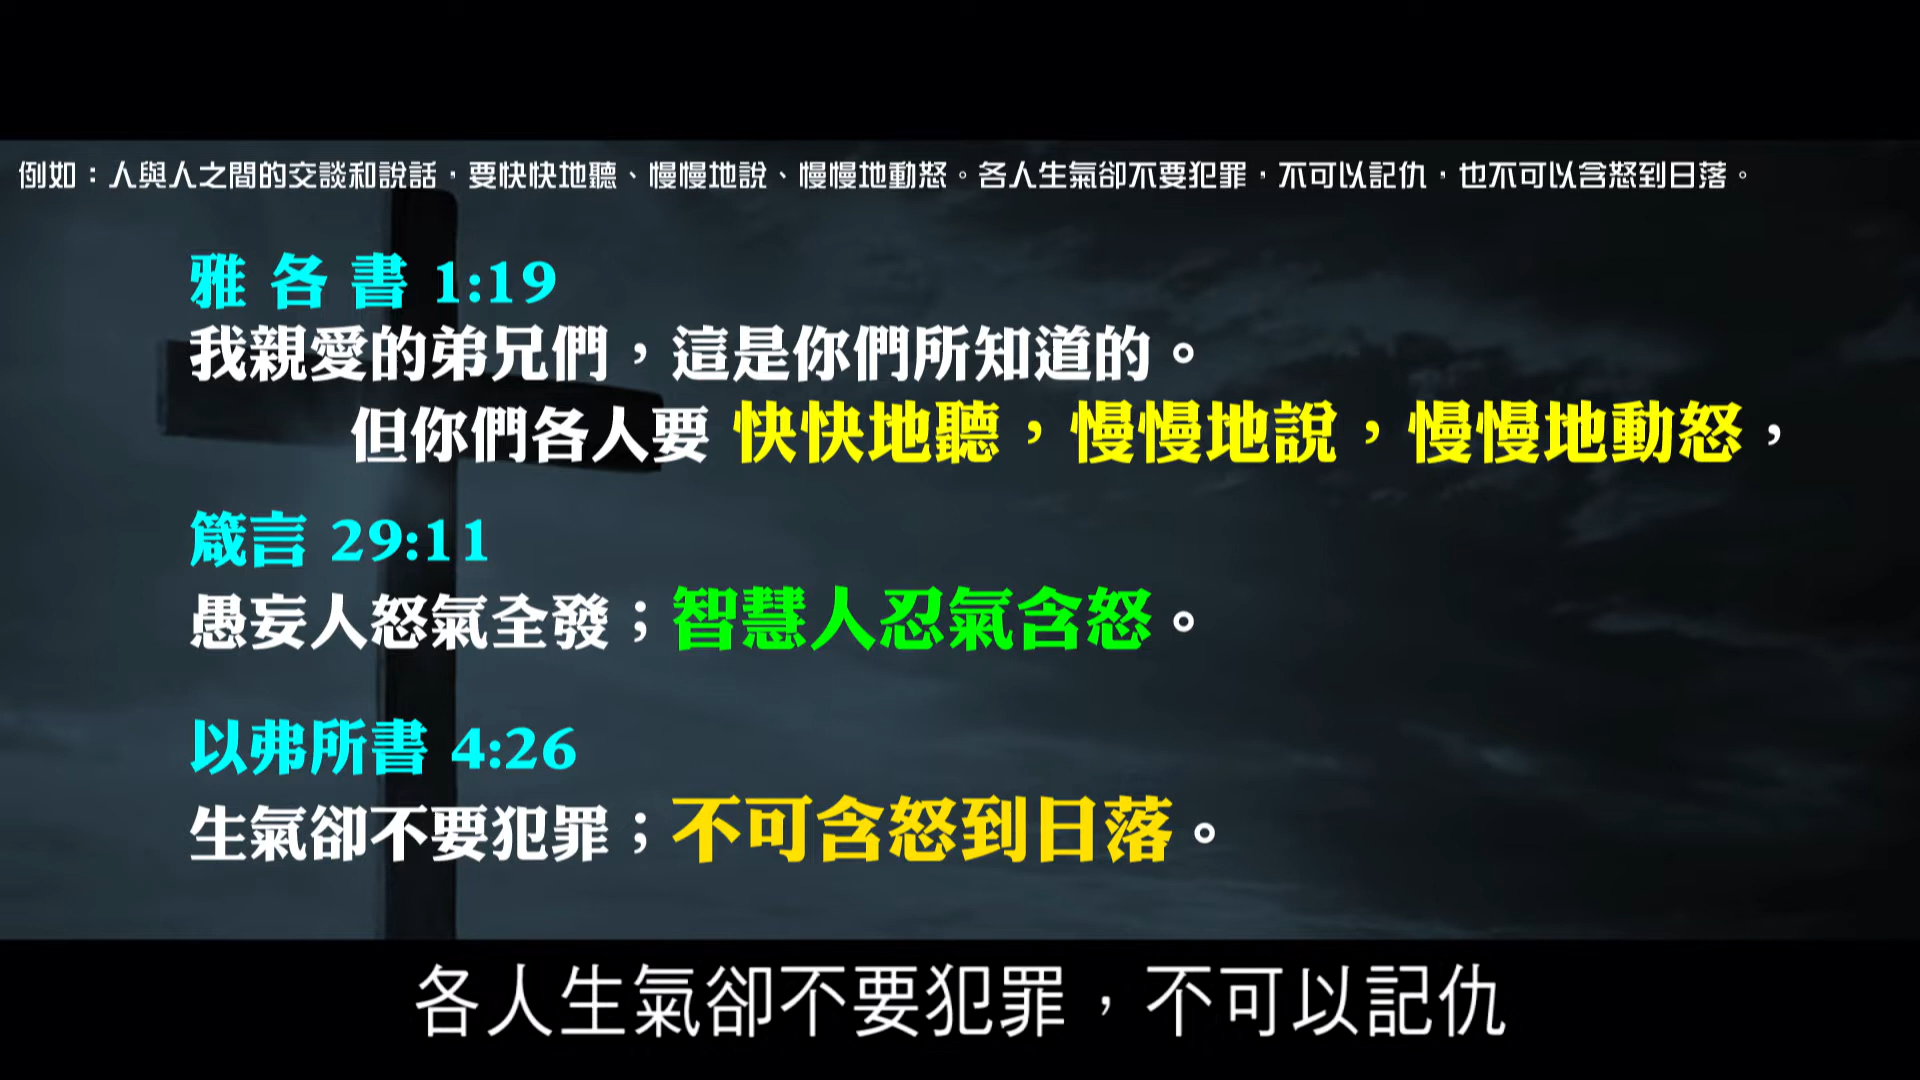 例如：人與人之間的交談和說話，要快快地聽、慢慢地說、慢慢地動怒。各人生氣卻不要犯罪，不可以記仇，也不可以含怒到日落。
雅各書 1:19
我親愛的弟兄們，這是你們所知道的。
但你們各人要 快快地聽，慢慢地說，慢慢地動怒，
箴言 29:11
愚妄人怒氣全發；智慧人忍氣含怒。
以弗所書 4:26
生氣卻不要犯罪；不可含怒到日落。
各人生氣卻不要犯罪，不可以記仇